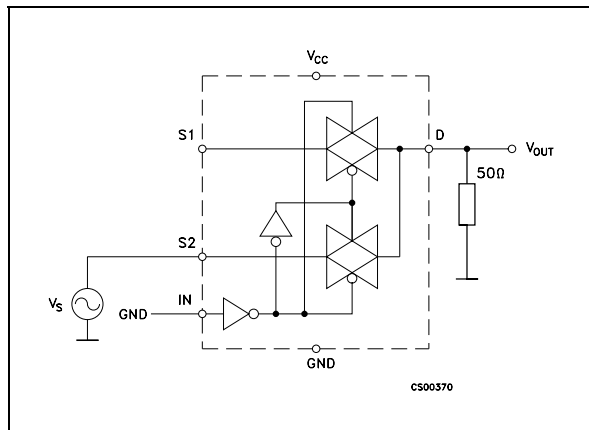 VCC
S1
D
VOUT
50Ω
S2
VS
IN
GND
GND
CS00370